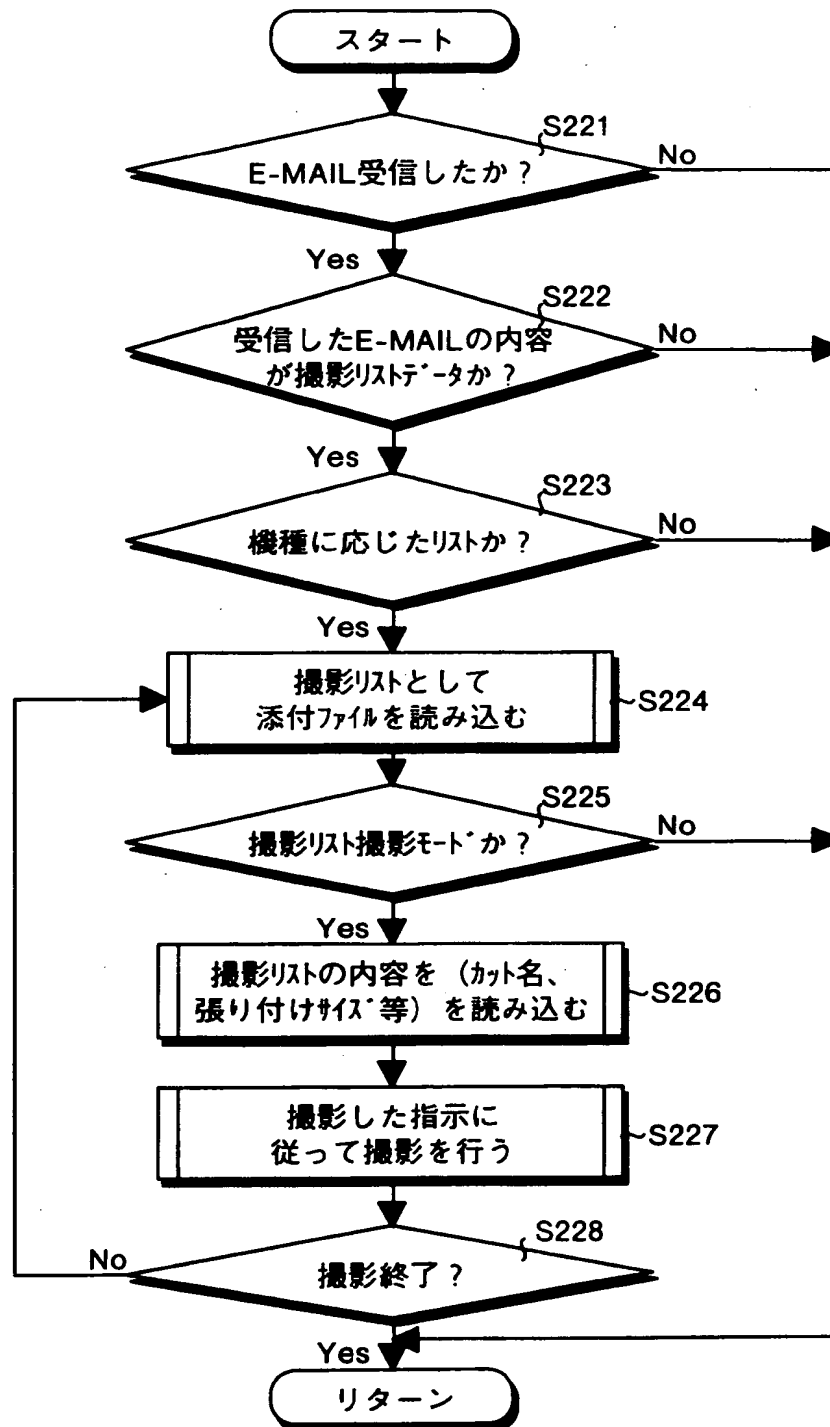 スタート
S221
E-MAIL受信したか？
No
Yes
S222
受信したE-MAILの内容
No
が撮影ﾘｽﾄﾃﾞｰﾀか？
Yes
S223
機種に応じたﾘｽﾄか？
No
Yes
撮影ﾘｽﾄとして
添付ﾌｧｲﾙを読み込む
S224
S225
撮影ﾘｽﾄ撮影ﾓｰﾄﾞか？
No
Yes
撮影ﾘｽﾄの内容を（ｶｯﾄ名、
張り付けｻｲｽﾞ等）を読み込む
S226
撮影した指示に
従って撮影を行う
S227
S228
No
撮影終了？
Yes
リターン